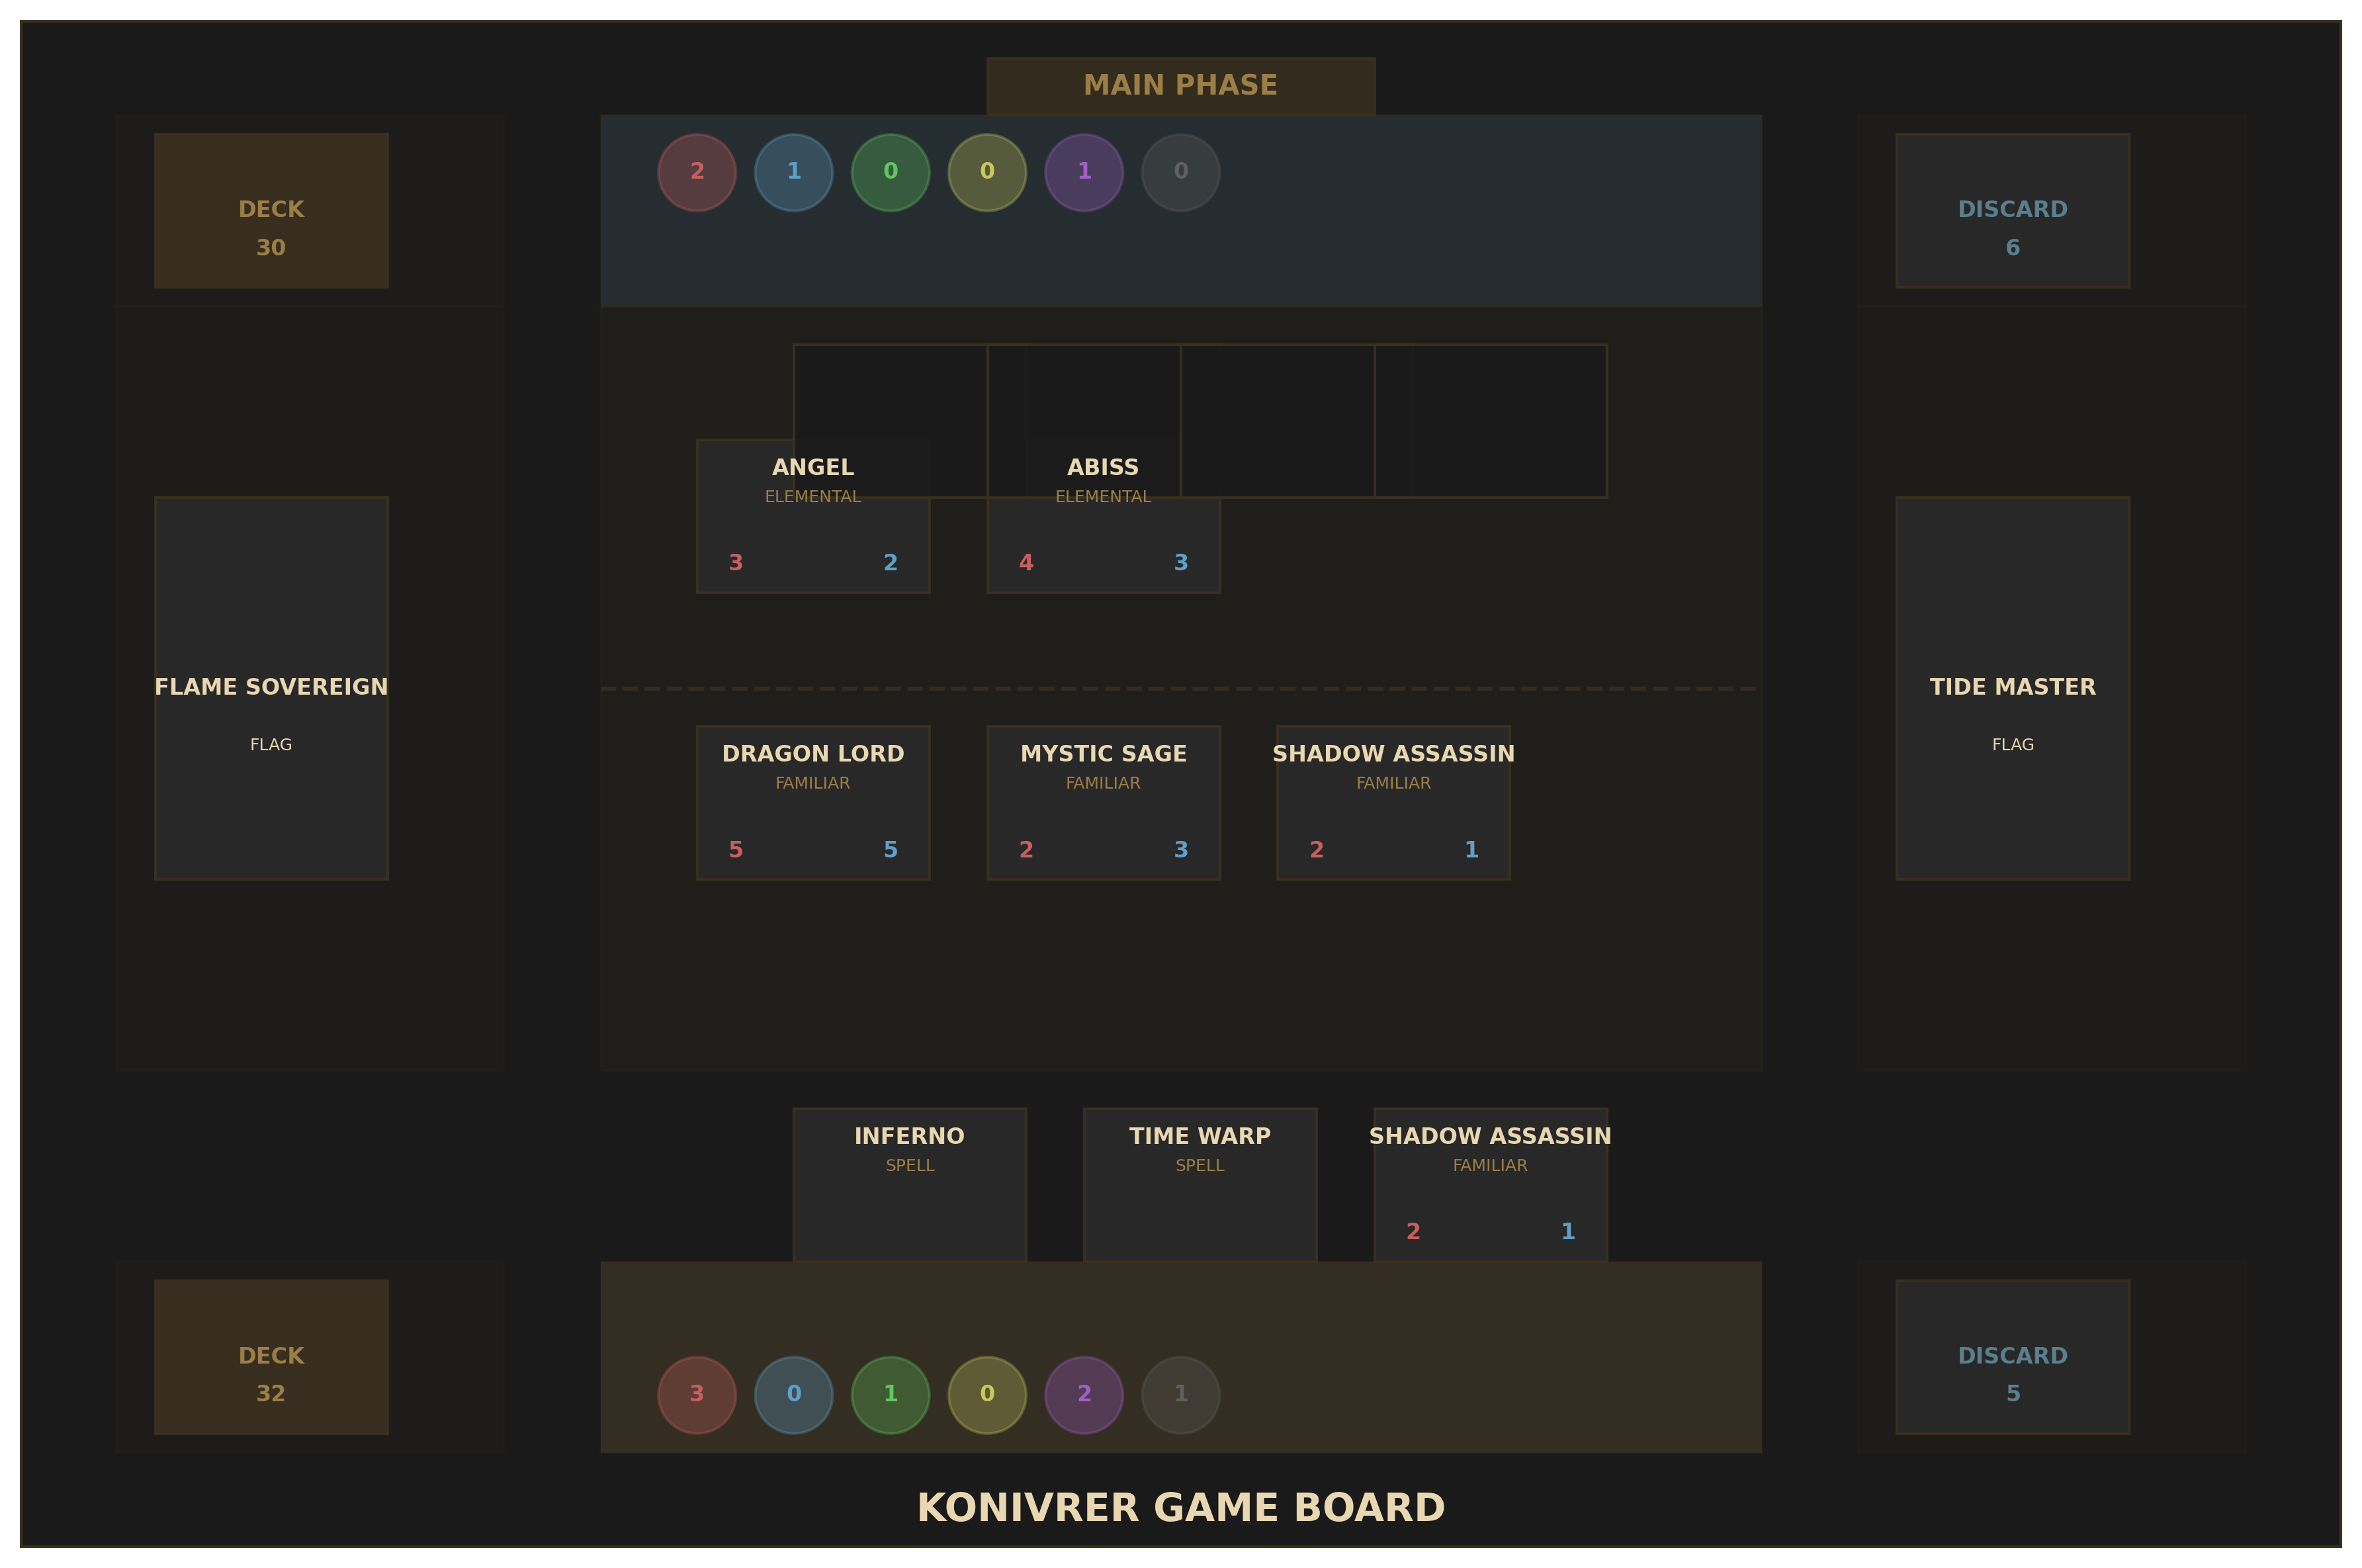 MAIN PHASE
2 1 0 0 1 0
DECK
30
DISCARD
6
ANGEL
ELEMENTAL
3 2
ABISS
ELEMENTAL
4 3
FLAME SOVEREIGN
FLAG
TIDE MASTER
FLAG
DRAGON LORD
FAMILIAR
5 5
MYSTIC SAGE
FAMILIAR
2 3
SHADOW ASSASSIN
FAMILIAR
2 1
INFERNO
SPELL
TIME WARP
SPELL
SHADOW ASSASSIN
FAMILIAR
2 1
DECK
32
3 0 1 0 2 1
DISCARD
5
KONIVRER GAME BOARD